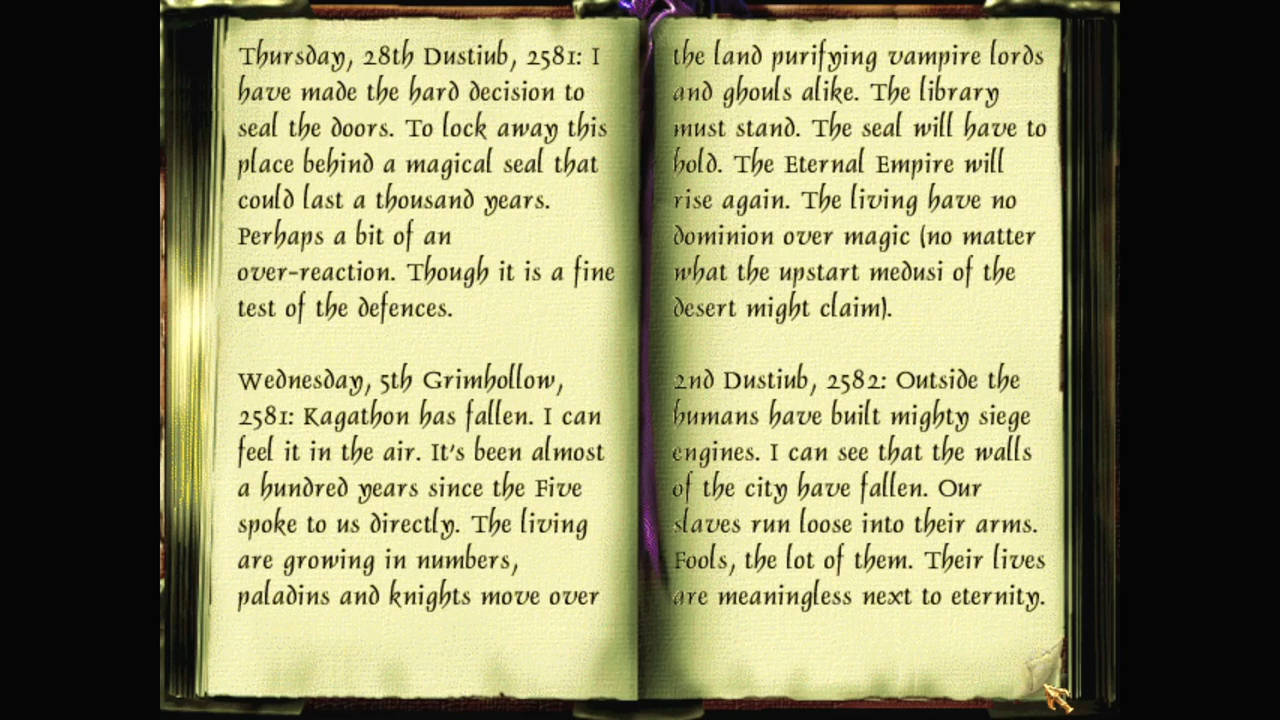 Thursday, 28th Dustiub, 2581: I
have made the hard decision to
seal the doors. To lock away this
place behind a magical seal that
could last a thousand years.
Perhaps a bit of an
over-reaction. Though it is a fine
test of the defences.
Wednesday, 5th Grimhollow,
2581: Kagathon has fallen. I can
feel it in the air. It's been almost
a hundred years since the Five
spoke to us directly. The living
are growing in numbers,
paladins and knights move over
the land purifying vampire lords
and ghouls alike. The library
must stand. The seal will have to
hold. The Eternal Empire will
rise again. The living have no
dominion over magic (no matter
what the upstart medusi of the
desert might claim).
2nd Dustiub, 2582: Outside the
humans have built mighty siege
engines. I can see that the walls
of the city have fallen. Our
slaves run loose into their arms.
Fools, the lot of them. Their lives
are meaningless next to eternity.